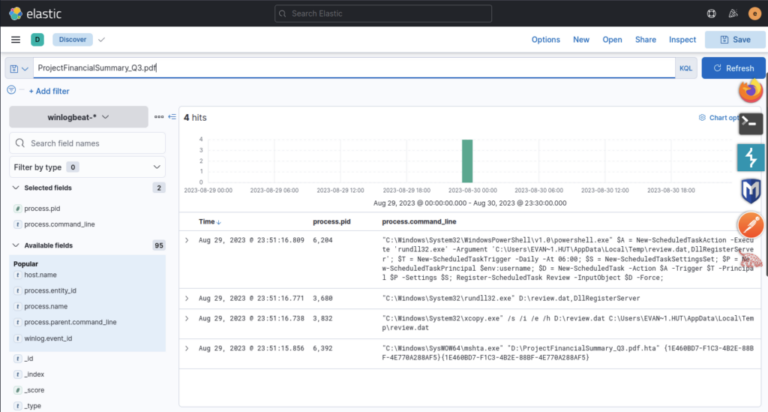 elastic
Search Elastic
D Discover
Options New Open Share Inspect Save
ProjectFinancialSummary_Q3.pdf KQL Refresh
+ Add filter
winlogbeat-*
Search field names
Filter by type 0
Selected fields 2
# process.pid
t process.command_line
Available fields 95
Popular
t host.name
t process.entity_id
t process.name
t process.parent.command_line
t winlog.event_id
t _id
t _index
# _score
t _type
4 hits
Chart op
4
3
2
1
0
2023-08-29 00:00 2023-08-29 06:00 2023-08-29 12:00 2023-08-29 18:00 2023-08-30 00:00 2023-08-30 06:00 2023-08-30 12:00 2023-08-30 18:00
Aug 29, 2023 @ 00:00:00.000 - Aug 30, 2023 @ 23:30:00.000
Time ↓ process.pid process.command_line
Aug 29, 2023 @ 23:51:16.809 6,204 "C:\Windows\System32\WindowsPowerShell\v1.0\powershell.exe" $A = New-ScheduledTaskAction -Execu
te 'rundll32.exe' -Argument 'C:\Users\EVAN~1.HUT\AppData\Local\Temp\review.dat,DllRegisterServe
r'; $T = New-ScheduledTaskTrigger -Daily -At 06:00; $S = New-ScheduledTaskSettingsSet; $P = Ne
w-ScheduledTaskPrincipal $env:username; $D = New-ScheduledTask -Action $A -Trigger $T -Principa
l $P -Settings $S; Register-ScheduledTask Review -InputObject $D -Force;
Aug 29, 2023 @ 23:51:16.771 3,680 "C:\Windows\System32\rundll32.exe" D:\review.dat,DllRegisterServer
Aug 29, 2023 @ 23:51:16.738 3,832 "C:\Windows\System32\xcopy.exe" /s /i /e /h D:\review.dat C:\Users\EVAN~1.HUT\AppData\Local\Tem
p\review.dat
Aug 29, 2023 @ 23:51:15.856 6,392 "C:\Windows\SysWOW64\mshta.exe" "D:\ProjectFinancialSummary_Q3.pdf.hta" {1E460BD7-F1C3-4B2E-88BF
-4E770A288AF5}{1E460BD7-F1C3-4B2E-88BF-4E770A288AF5}